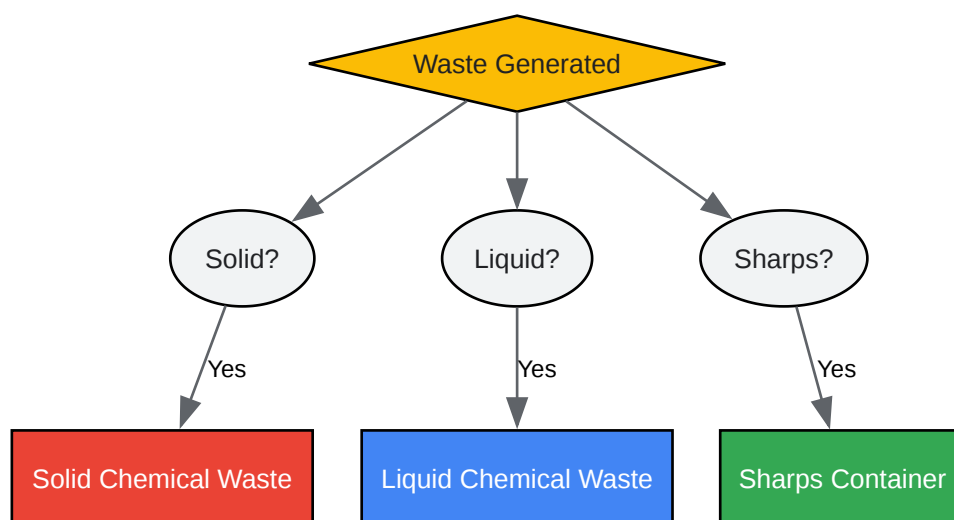 Waste Generated
Solid?
Liquid?
Sharps?
Yes
Yes
Yes
Solid Chemical Waste
Liquid Chemical Waste
Sharps Container